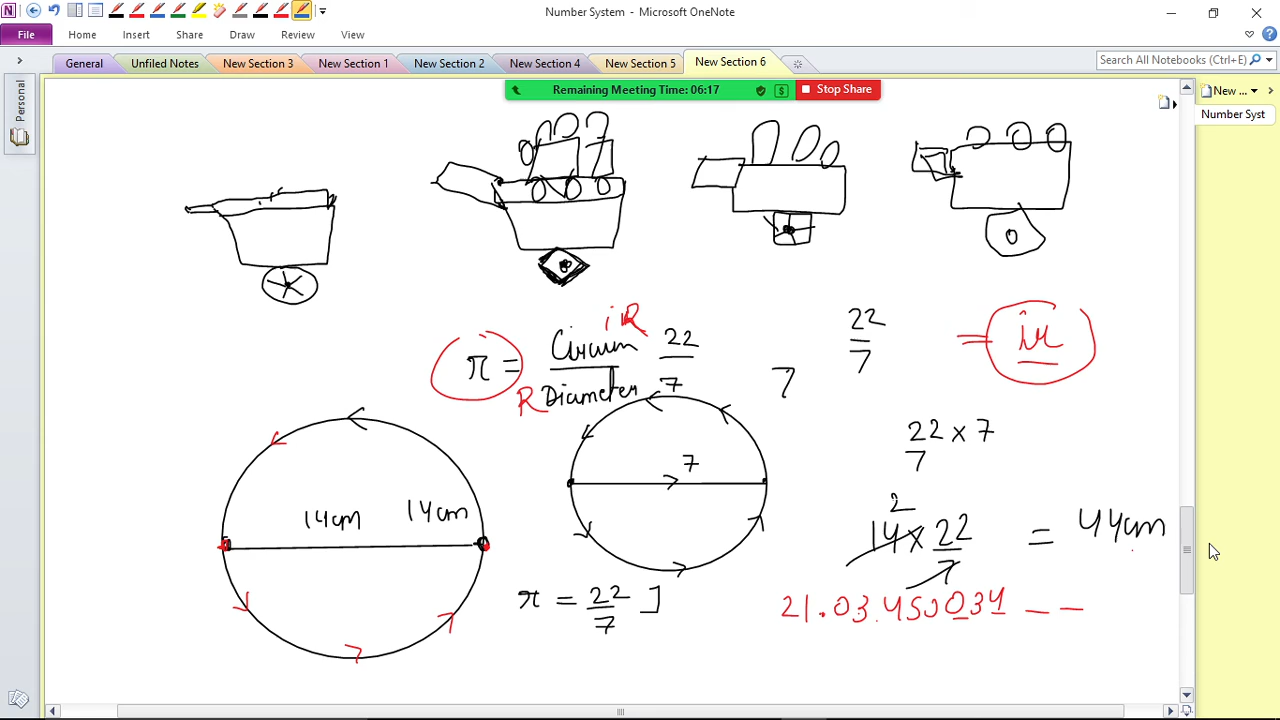 Number System - Microsoft OneNote
File Home Insert Share Draw Review View
General Unfiled Notes New Section 3 New Section 1 New Section 2 New Section 4 New Section 5 New Section 6
Search All Notebooks (Ctrl+E)
Remaining Meeting Time: 06:17 Stop Share
New ...
Number Syst
Personal
iR
π = Circum 22
R Diameter 7
22
7
= ir
7
22 × 7
7
7
14cm 14cm
2
14 × 22 = 44cm
7
π = 22 ]
7